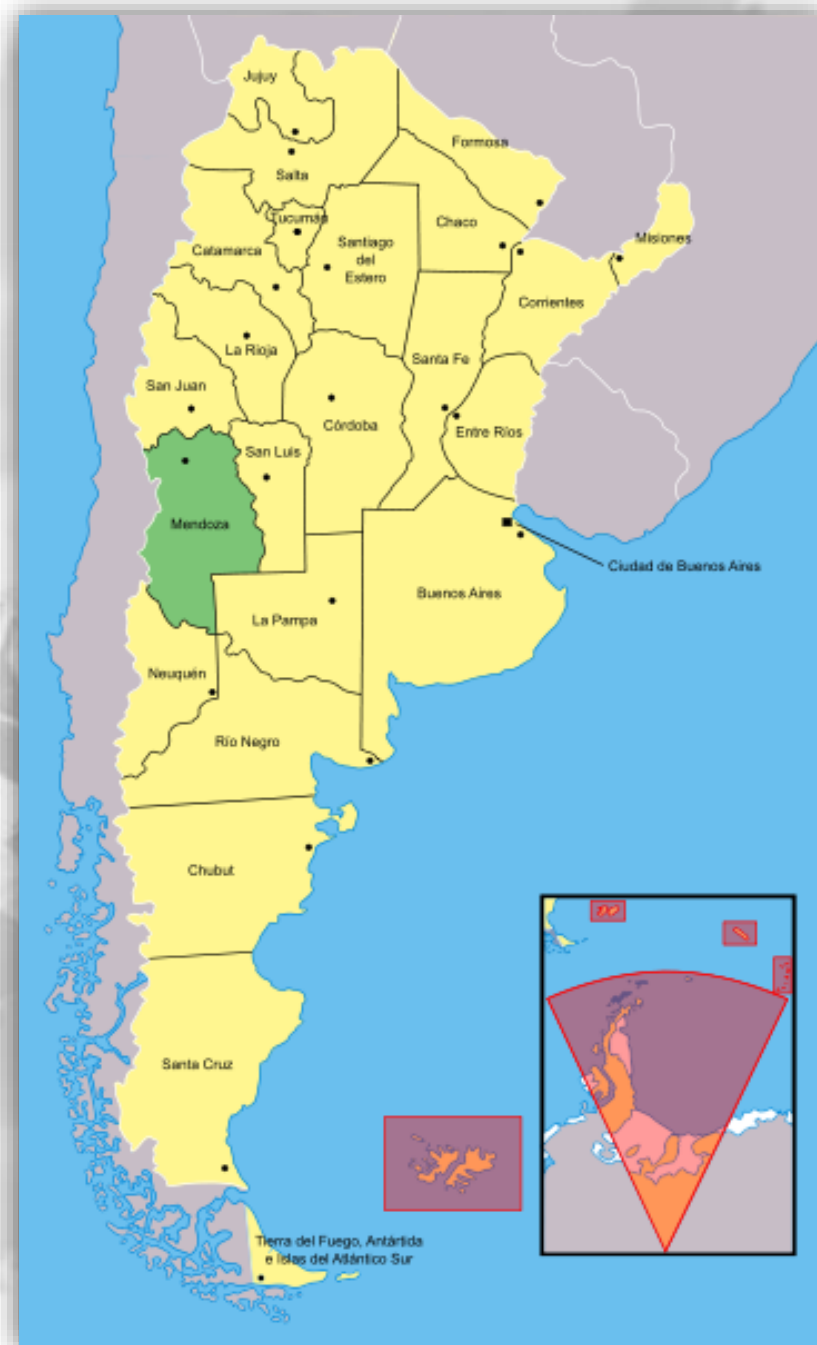 Jujuy
Formosa
Salta
Tucumán
Chaco
Misiones
Catamarca
Santiago
del
Estero
Corrientes
La Rioja
Santa Fe
San Juan
Córdoba
Entre Ríos
San Luis
Mendoza
Ciudad de Buenos Aires
Buenos Aires
La Pampa
Neuquén
Río Negro
Chubut
Santa Cruz
Tierra del Fuego, Antártida
e Islas del Atlántico Sur